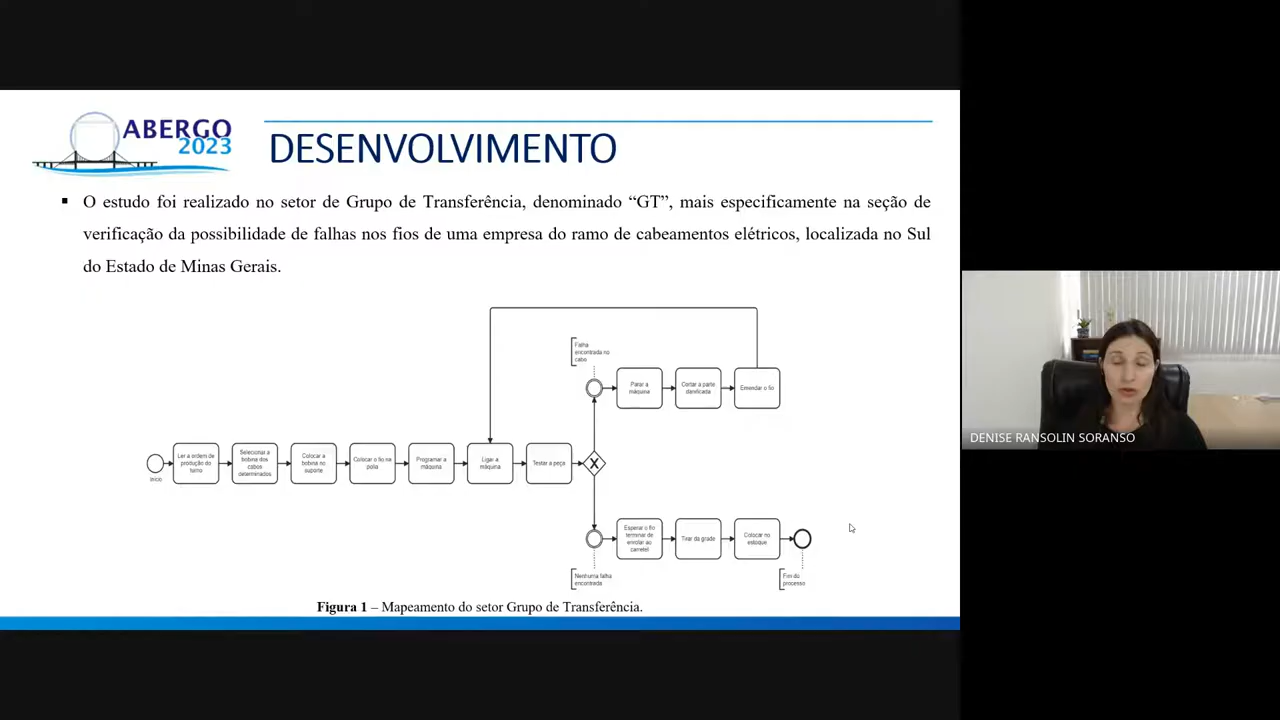 ABERGO
2023
DESENVOLVIMENTO
▪ O estudo foi realizado no setor de Grupo de Transferência, denominado “GT”, mais especificamente na seção de
verificação da possibilidade de falhas nos fios de uma empresa do ramo de cabeamentos elétricos, localizada no Sul
do Estado de Minas Gerais.
Falha
encontrada no
cabo
Parar a
máquina
Cortar a parte
danificada
Emendar o fio
Início
Ler a ordem de
produção do
turno
Selecionar a
bobina dos
cabos
determinados
Colocar a
bobina no
suporte
Colocar o fio na
polia
Programar a
máquina
Ligar a
máquina
Testar a peça
X
Esperar o fio
terminar de
enrolar ao
carretel
Tirar da grade
Colocar no
estoque
Nenhuma falha
encontrada
Fim do
processo
Figura 1 – Mapeamento do setor Grupo de Transferência.
DENISE RANSOLIN SORANSO